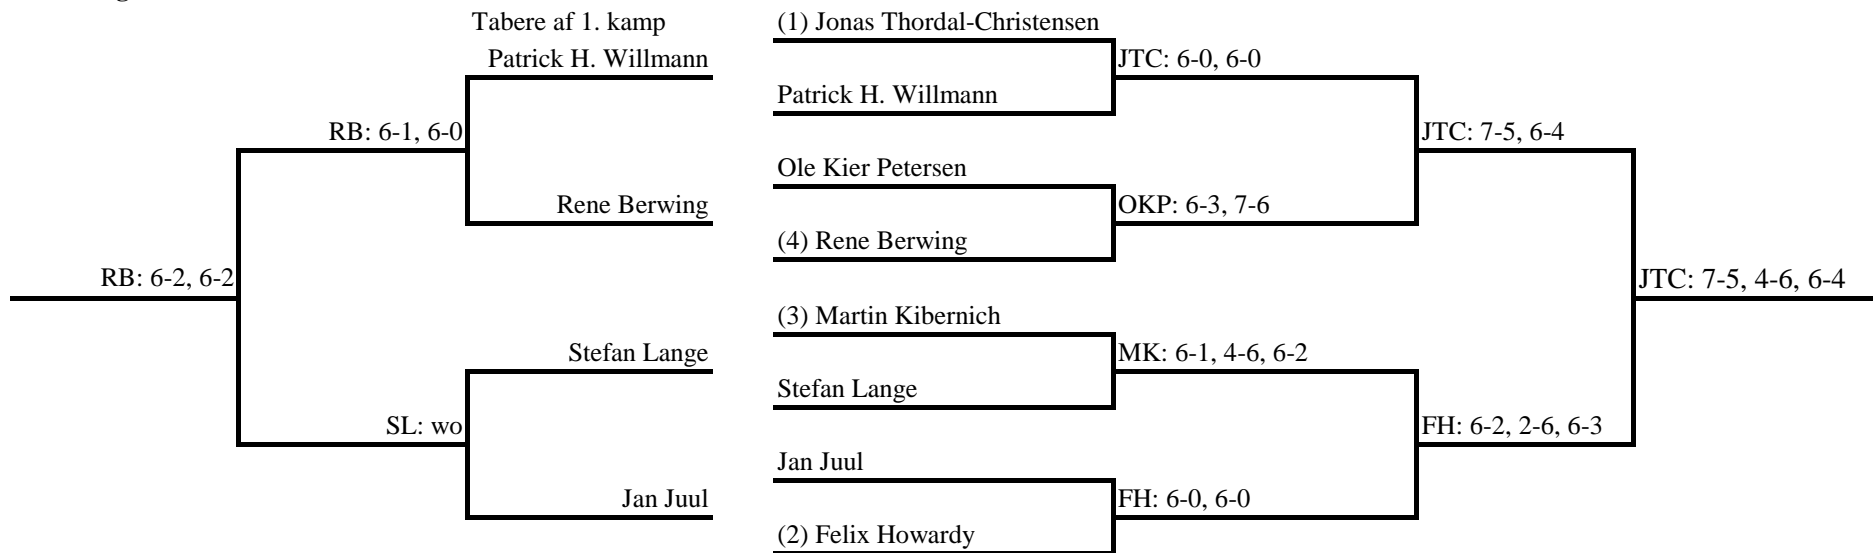 Tabere af 1. kamp
(1) Jonas Thordal-Christensen
Patrick H. Willmann
JTC: 6-0, 6-0
Patrick H. Willmann
RB: 6-1, 6-0
JTC: 7-5, 6-4
Ole Kier Petersen
Rene Berwing
OKP: 6-3, 7-6
(4) Rene Berwing
RB: 6-2, 6-2
JTC: 7-5, 4-6, 6-4
(3) Martin Kibernich
Stefan Lange
MK: 6-1, 4-6, 6-2
Stefan Lange
SL: wo
FH: 6-2, 2-6, 6-3
Jan Juul
Jan Juul
FH: 6-0, 6-0
(2) Felix Howardy